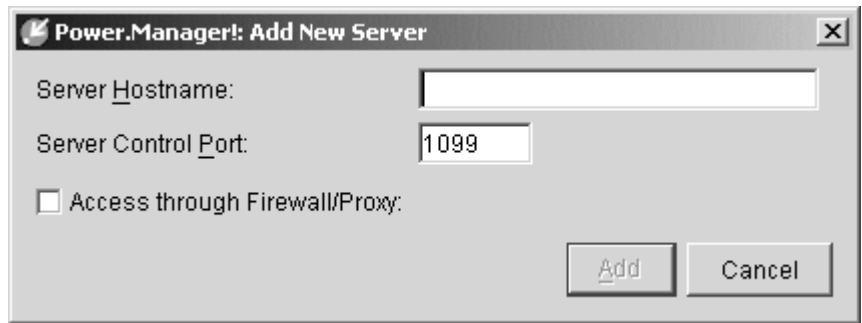 Power.Manager!: Add New Server
Server Hostname:
Server Control Port: 1099
Access through Firewall/Proxy:
Add Cancel